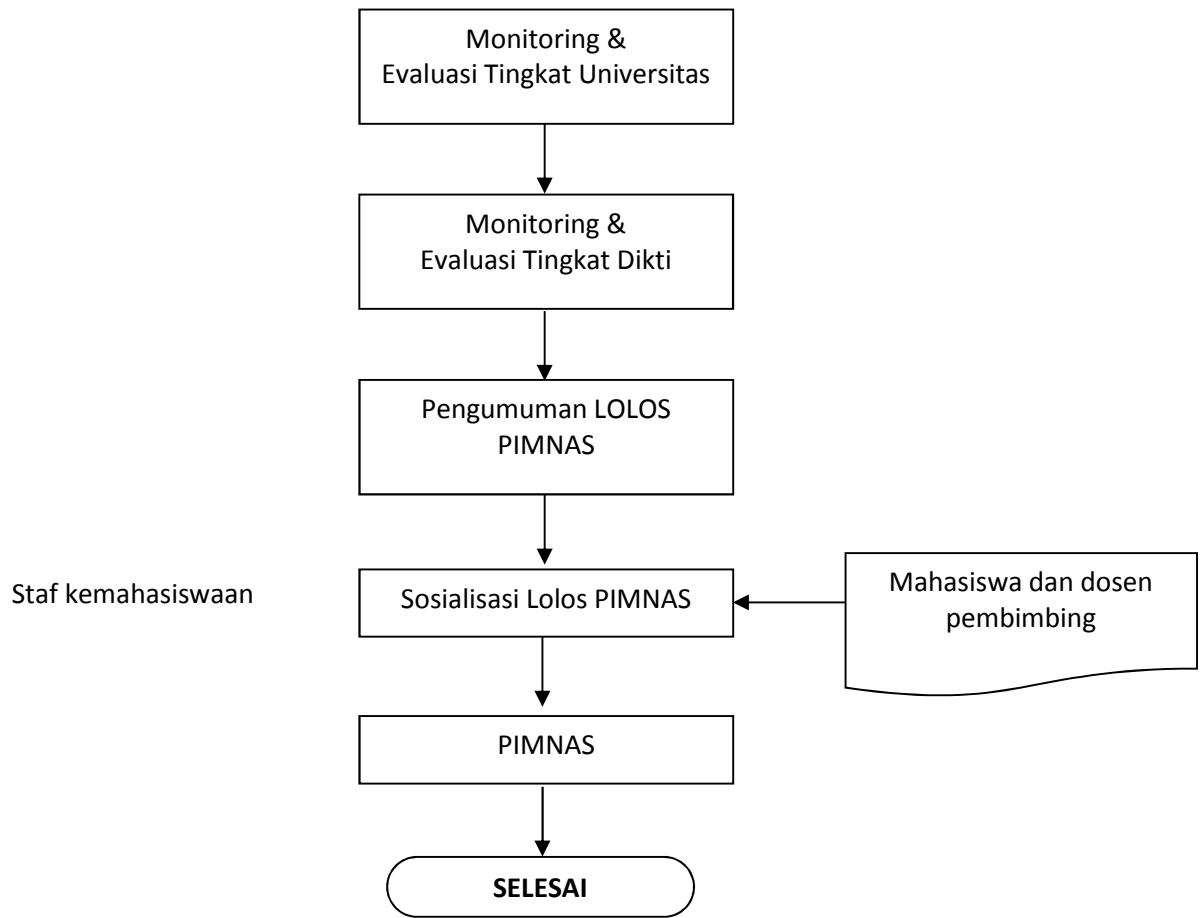 Monitoring &
Evaluasi Tingkat Universitas
Monitoring &
Evaluasi Tingkat Dikti
Pengumuman LOLOS
PIMNAS
Staf kemahasiswaan
Sosialisasi Lolos PIMNAS
Mahasiswa dan dosen
pembimbing
PIMNAS
SELESAI